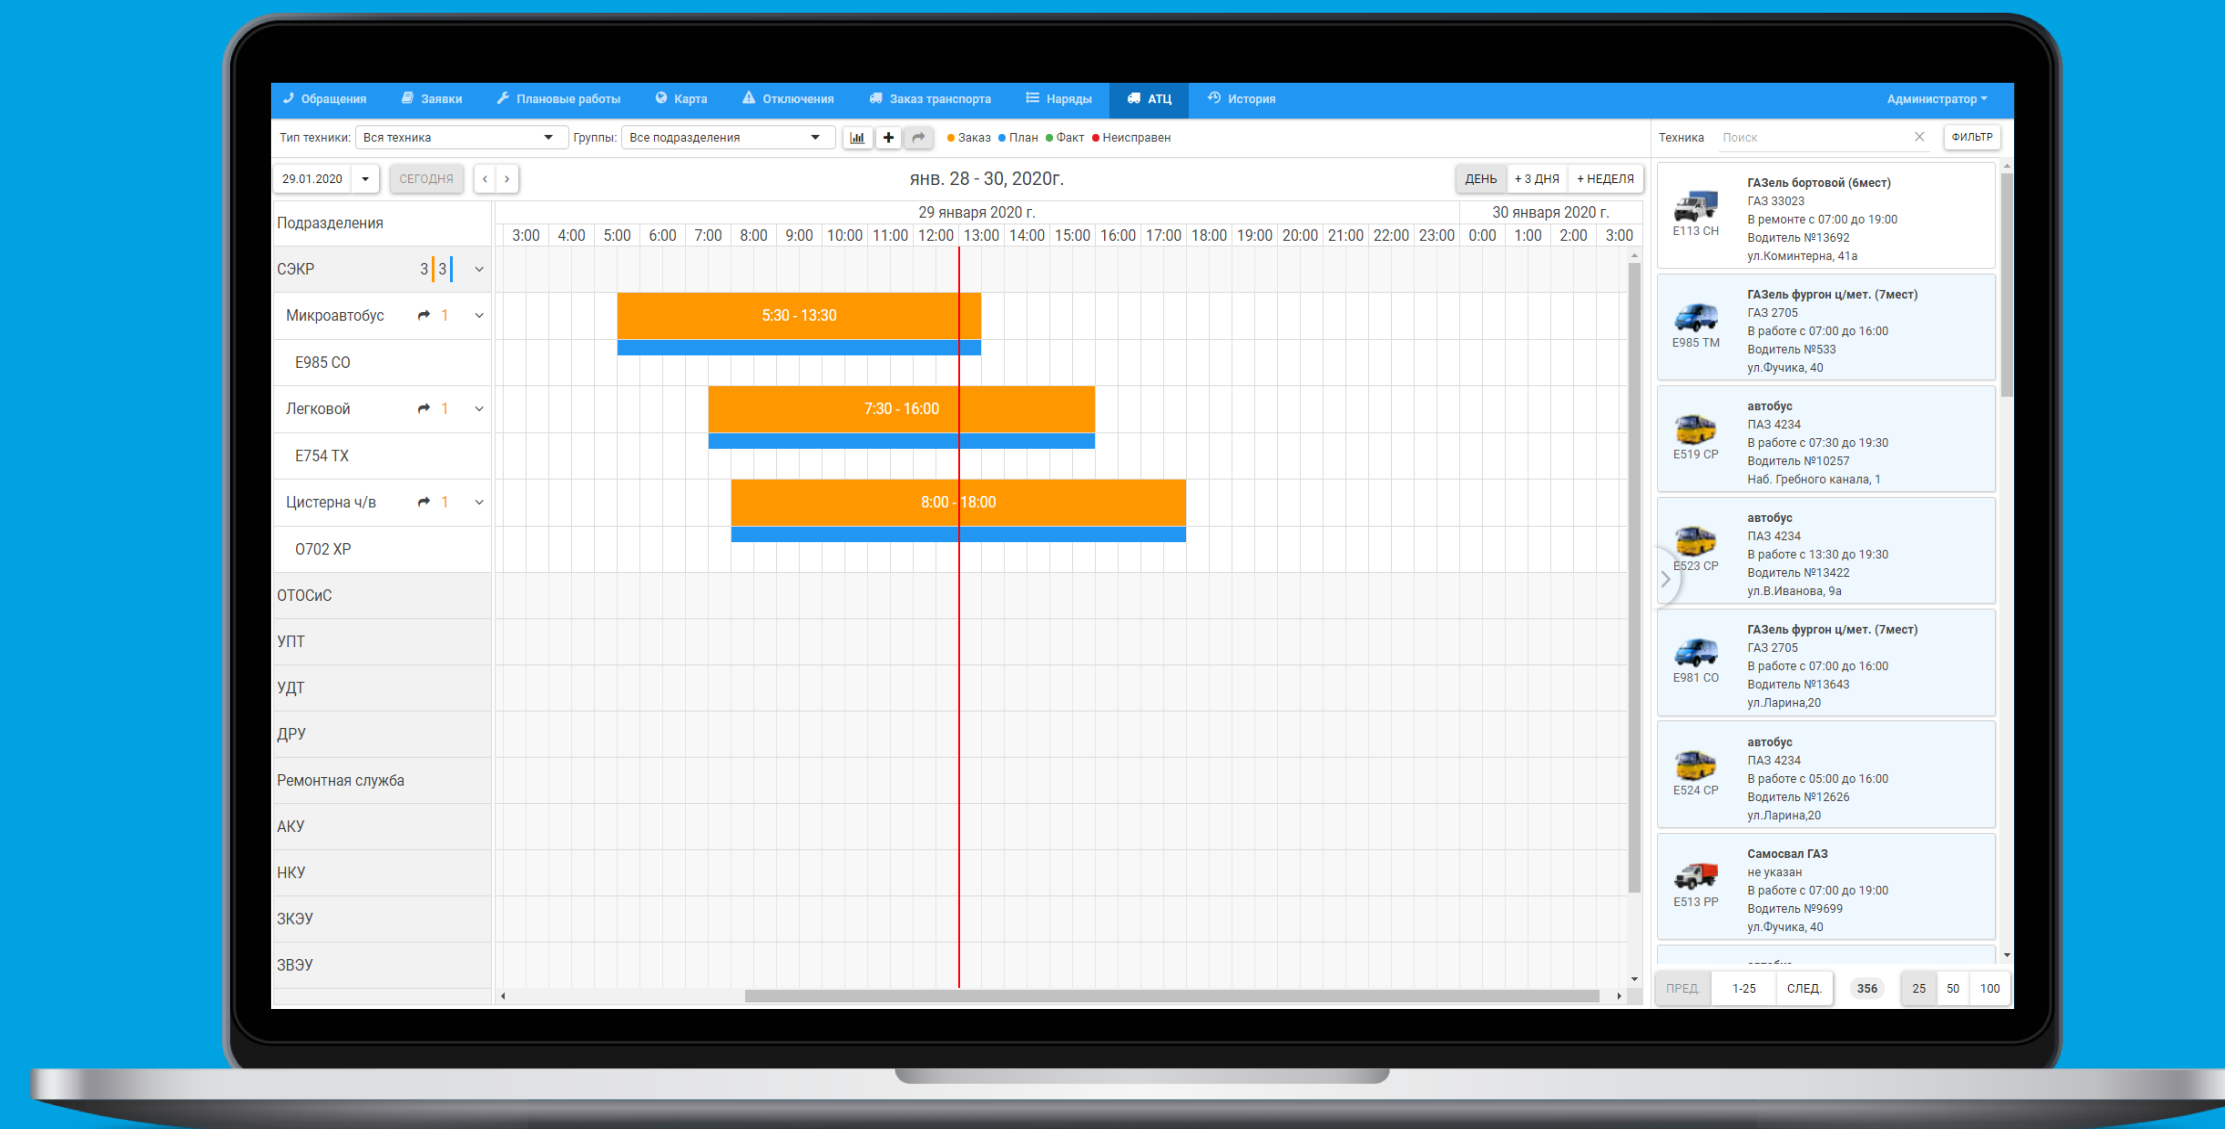 Обращения Заявки Плановые работы Карта Отключения Заказ транспорта Наряды АТЦ История Администратор
Тип техники: Вся техника Группы: Все подразделения Заказ План Факт Неисправен
29.01.2020 СЕГОДНЯ янв. 28 - 30, 2020г. ДЕНЬ + 3 ДНЯ + НЕДЕЛЯ
Подразделения
29 января 2020 г. 30 января 2020 г.
3:00 4:00 5:00 6:00 7:00 8:00 9:00 10:00 11:00 12:00 13:00 14:00 15:00 16:00 17:00 18:00 19:00 20:00 21:00 22:00 23:00 0:00 1:00 2:00 3:00
СЭКР 3 3
Микроавтобус 1 5:30 - 13:30
Е985 СО
Легковой 1 7:30 - 16:00
Е754 ТХ
Цистерна ч/в 1 8:00 - 18:00
О702 ХР
ОТОСиС
УПТ
УДТ
ДРУ
Ремонтная служба
АКУ
НКУ
ЗКЭУ
ЗВЭУ
Техника Поиск ФИЛЬТР
ГАЗель бортовой (6мест)
ГАЗ 33023
В ремонте с 07:00 до 19:00
Водитель №13692
ул.Коминтерна, 41а
Е113 СН
ГАЗель фургон ц/мет. (7мест)
ГАЗ 2705
В работе с 07:00 до 16:00
Водитель №533
ул.Фучика, 40
Е985 ТМ
автобус
ПАЗ 4234
В работе с 07:30 до 19:30
Водитель №10257
Наб. Гребного канала, 1
Е519 СР
автобус
ПАЗ 4234
В работе с 13:30 до 19:30
Водитель №13422
ул.В.Иванова, 9а
Е523 СР
ГАЗель фургон ц/мет. (7мест)
ГАЗ 2705
В работе с 07:00 до 16:00
Водитель №13643
ул.Ларина,20
Е981 СО
автобус
ПАЗ 4234
В работе с 05:00 до 16:00
Водитель №12626
ул.Ларина,20
Е524 СР
Самосвал ГАЗ
не указан
В работе с 07:00 до 19:00
Водитель №9699
ул.Фучика, 40
Е513 РР
ПРЕД. 1-25 СЛЕД. 356 25 50 100